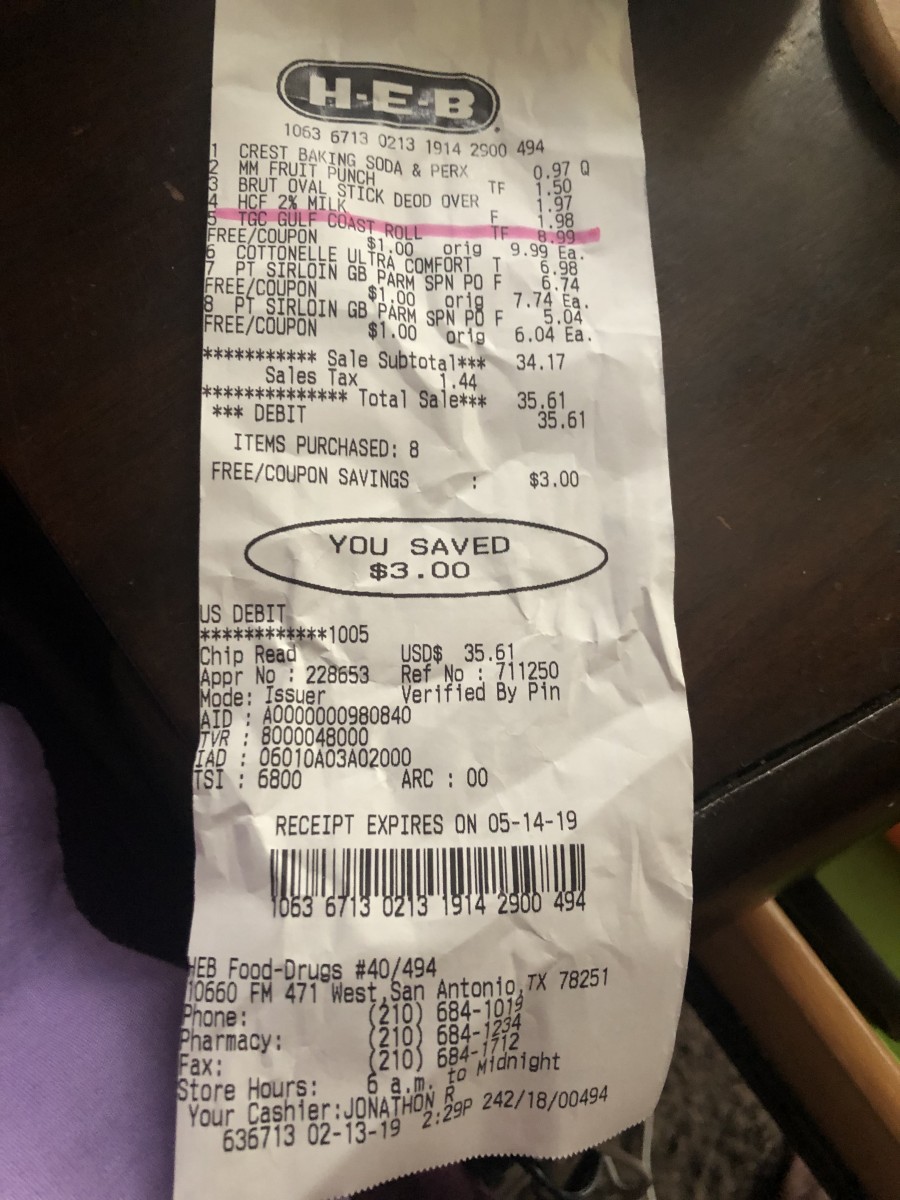 H-E-B
1063 6713 0213 1914 2900 494
1 CREST BAKING SODA & PERX 0.97 Q
2 MM FRUIT PUNCH TF 1.50
3 BRUT OVAL STICK DEOD OVER 1.97
4 HCF 2% MILK F 1.98
5 TGC GULF COAST ROLL TF 8.99
FREE/COUPON $1.00 orig 9.99 Ea.
6 COTTONELLE ULTRA COMFORT T 6.98
7 PT SIRLOIN GB PARM SPN PO F 6.74
FREE/COUPON $1.00 orig 7.74 Ea.
8 PT SIRLOIN GB PARM SPN PO F 5.04
FREE/COUPON $1.00 orig 6.04 Ea.
*********** Sale Subtotal*** 34.17
Sales Tax 1.44
************** Total Sale*** 35.61
*** DEBIT 35.61
ITEMS PURCHASED: 8
FREE/COUPON SAVINGS : $3.00
YOU SAVED
$3.00
US DEBIT
************1005
Chip Read USD$ 35.61
Appr No : 228653 Ref No : 711250
Mode: Issuer Verified By Pin
AID : A0000000980840
TVR : 8000048000
IAD : 06010A03A02000
TSI : 6800 ARC : 00
RECEIPT EXPIRES ON 05-14-19
1063 6713 0213 1914 2900 494
HEB Food-Drugs #40/494
10660 FM 471 West,San Antonio,TX 78251
Phone: (210) 684-1019
Pharmacy: (210) 684-1234
Fax: (210) 684-1712
Store Hours: 6 a.m. to Midnight
Your Cashier:JONATHON R
636713 02-13-19 2:29P 242/18/00494